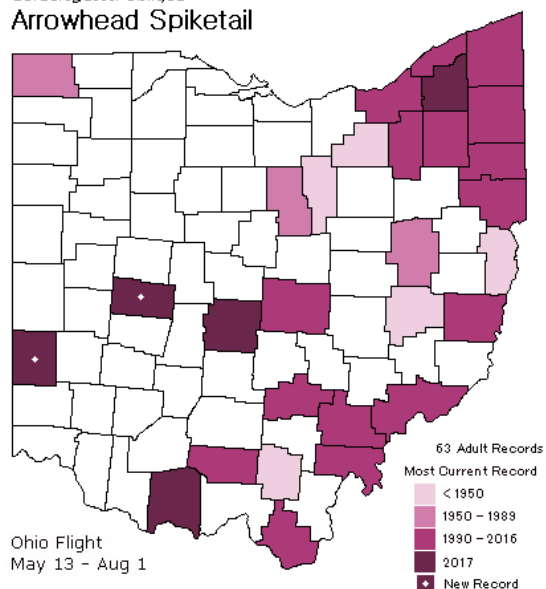 Arrowhead Spiketail
63 Adult Records
Most Current Record
< 1950
1950 – 1989
1990 – 2016
2017
New Record
Ohio Flight
May 13 - Aug 1